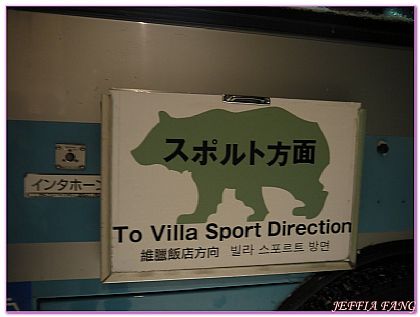 スポルト方面
インタホーン
To Villa Sport Direction
維臘飯店方向 빌라 스포르트 방면
JEFFIA FANG